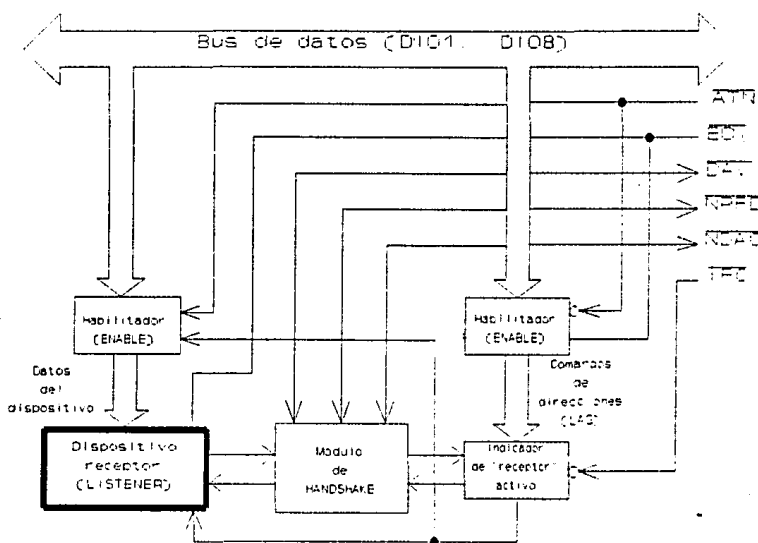 Bus de datos (DIO1. DIO8)
ATN
EOI
DAV
NRFD
NDAC
IFC
Habilitador
(ENABLE)
Habilitador
(ENABLE)
Datos
del
dispositivo
Comandos
de
direcciones
(LAG)
Dispositivo
receptor
(LISTENER)
Modulo
de
HANDSHAKE
Indicador
de "receptor"
activo